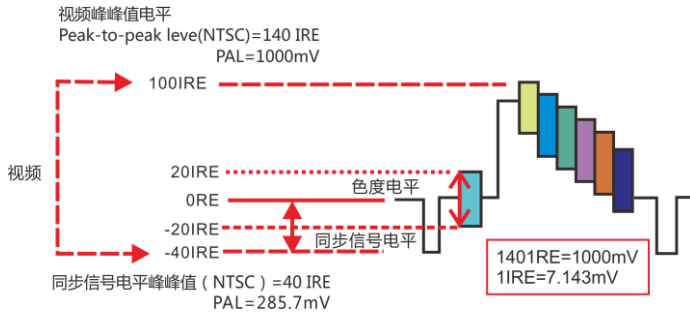 视频峰峰值电平
Peak-to-peak leve(NTSC)=140 IRE
PAL=1000mV
100IRE
20IRE
视频
色度电平
0RE
-20IRE
同步信号电平
-40IRE
1401RE=1000mV
1IRE=7.143mV
同步信号电平峰峰值（NTSC）=40 IRE
PAL=285.7mV